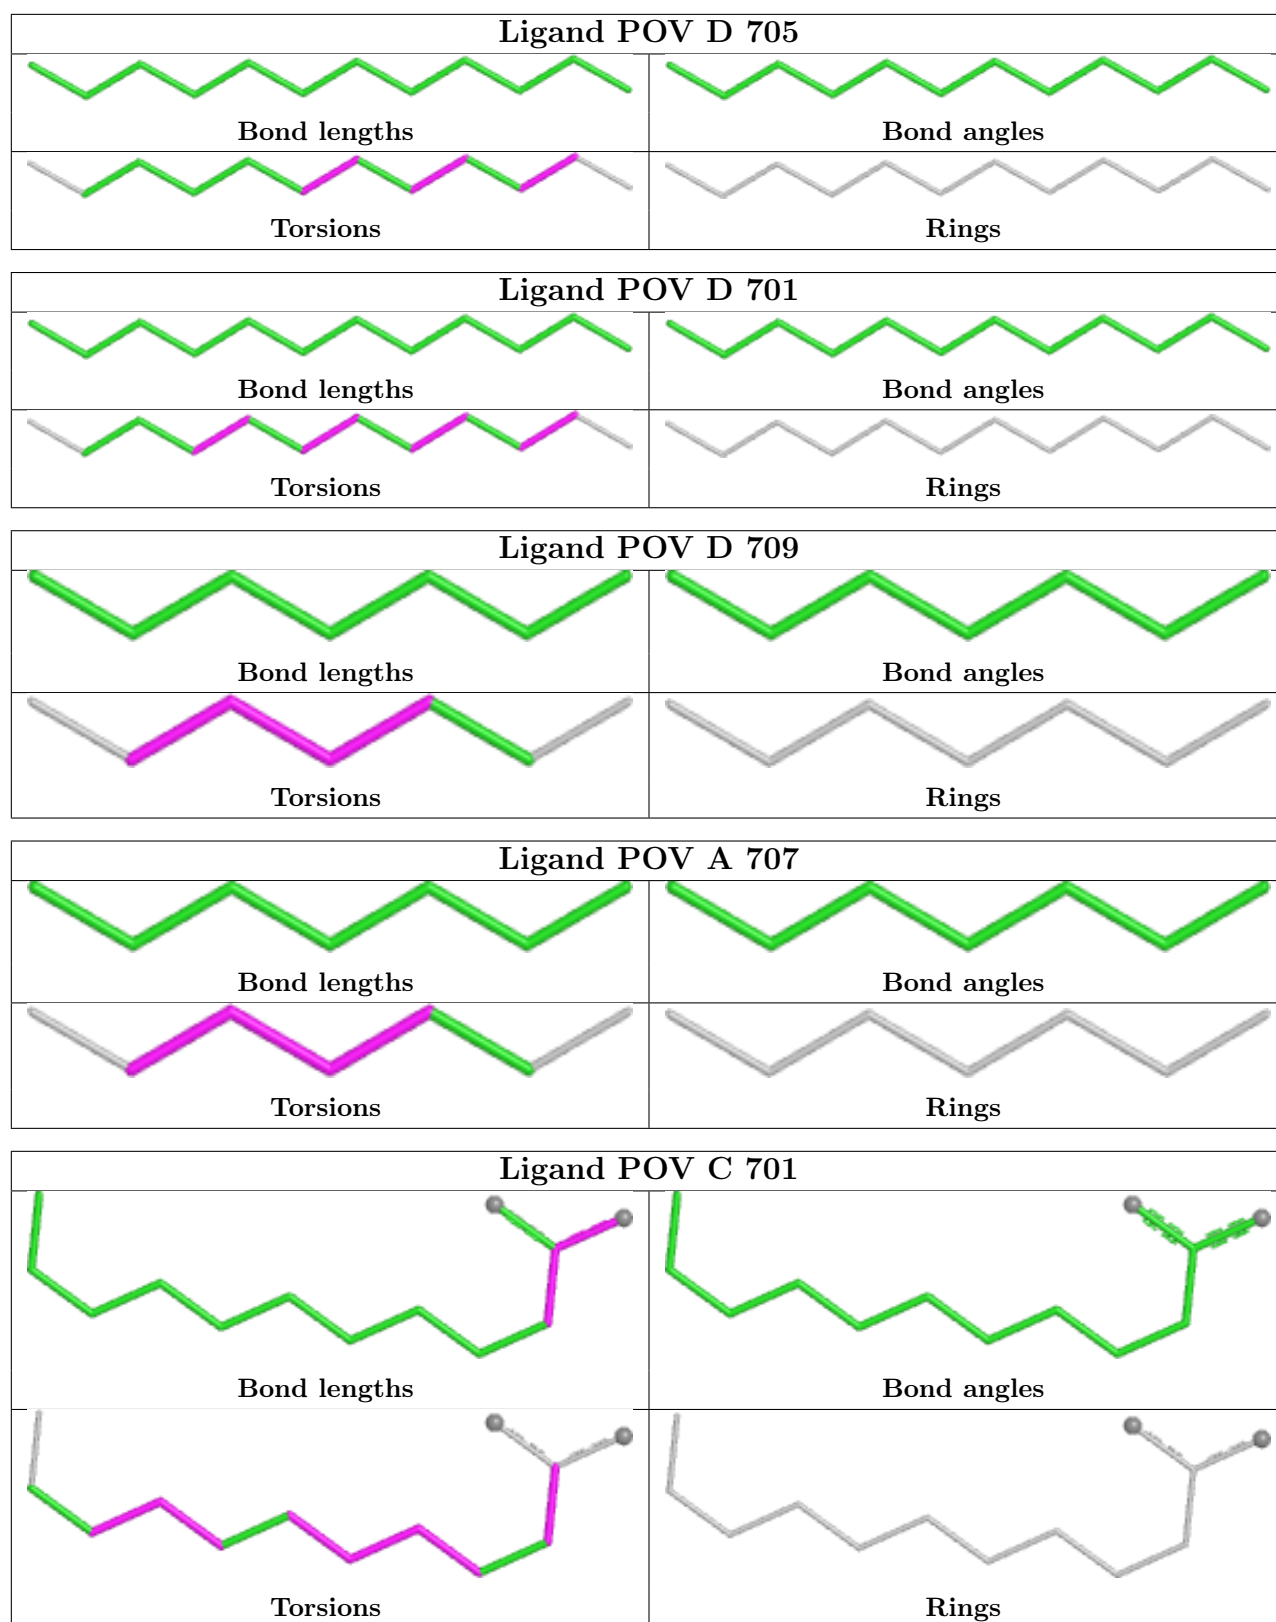 Ligand POV D 705
Bond lengths
Bond angles
Torsions
Rings
Ligand POV D 701
Bond lengths
Bond angles
Torsions
Rings
Ligand POV D 709
Bond lengths
Bond angles
Torsions
Rings
Ligand POV A 707
Bond lengths
Bond angles
Torsions
Rings
Ligand POV C 701
Bond lengths
Bond angles
Torsions
Rings